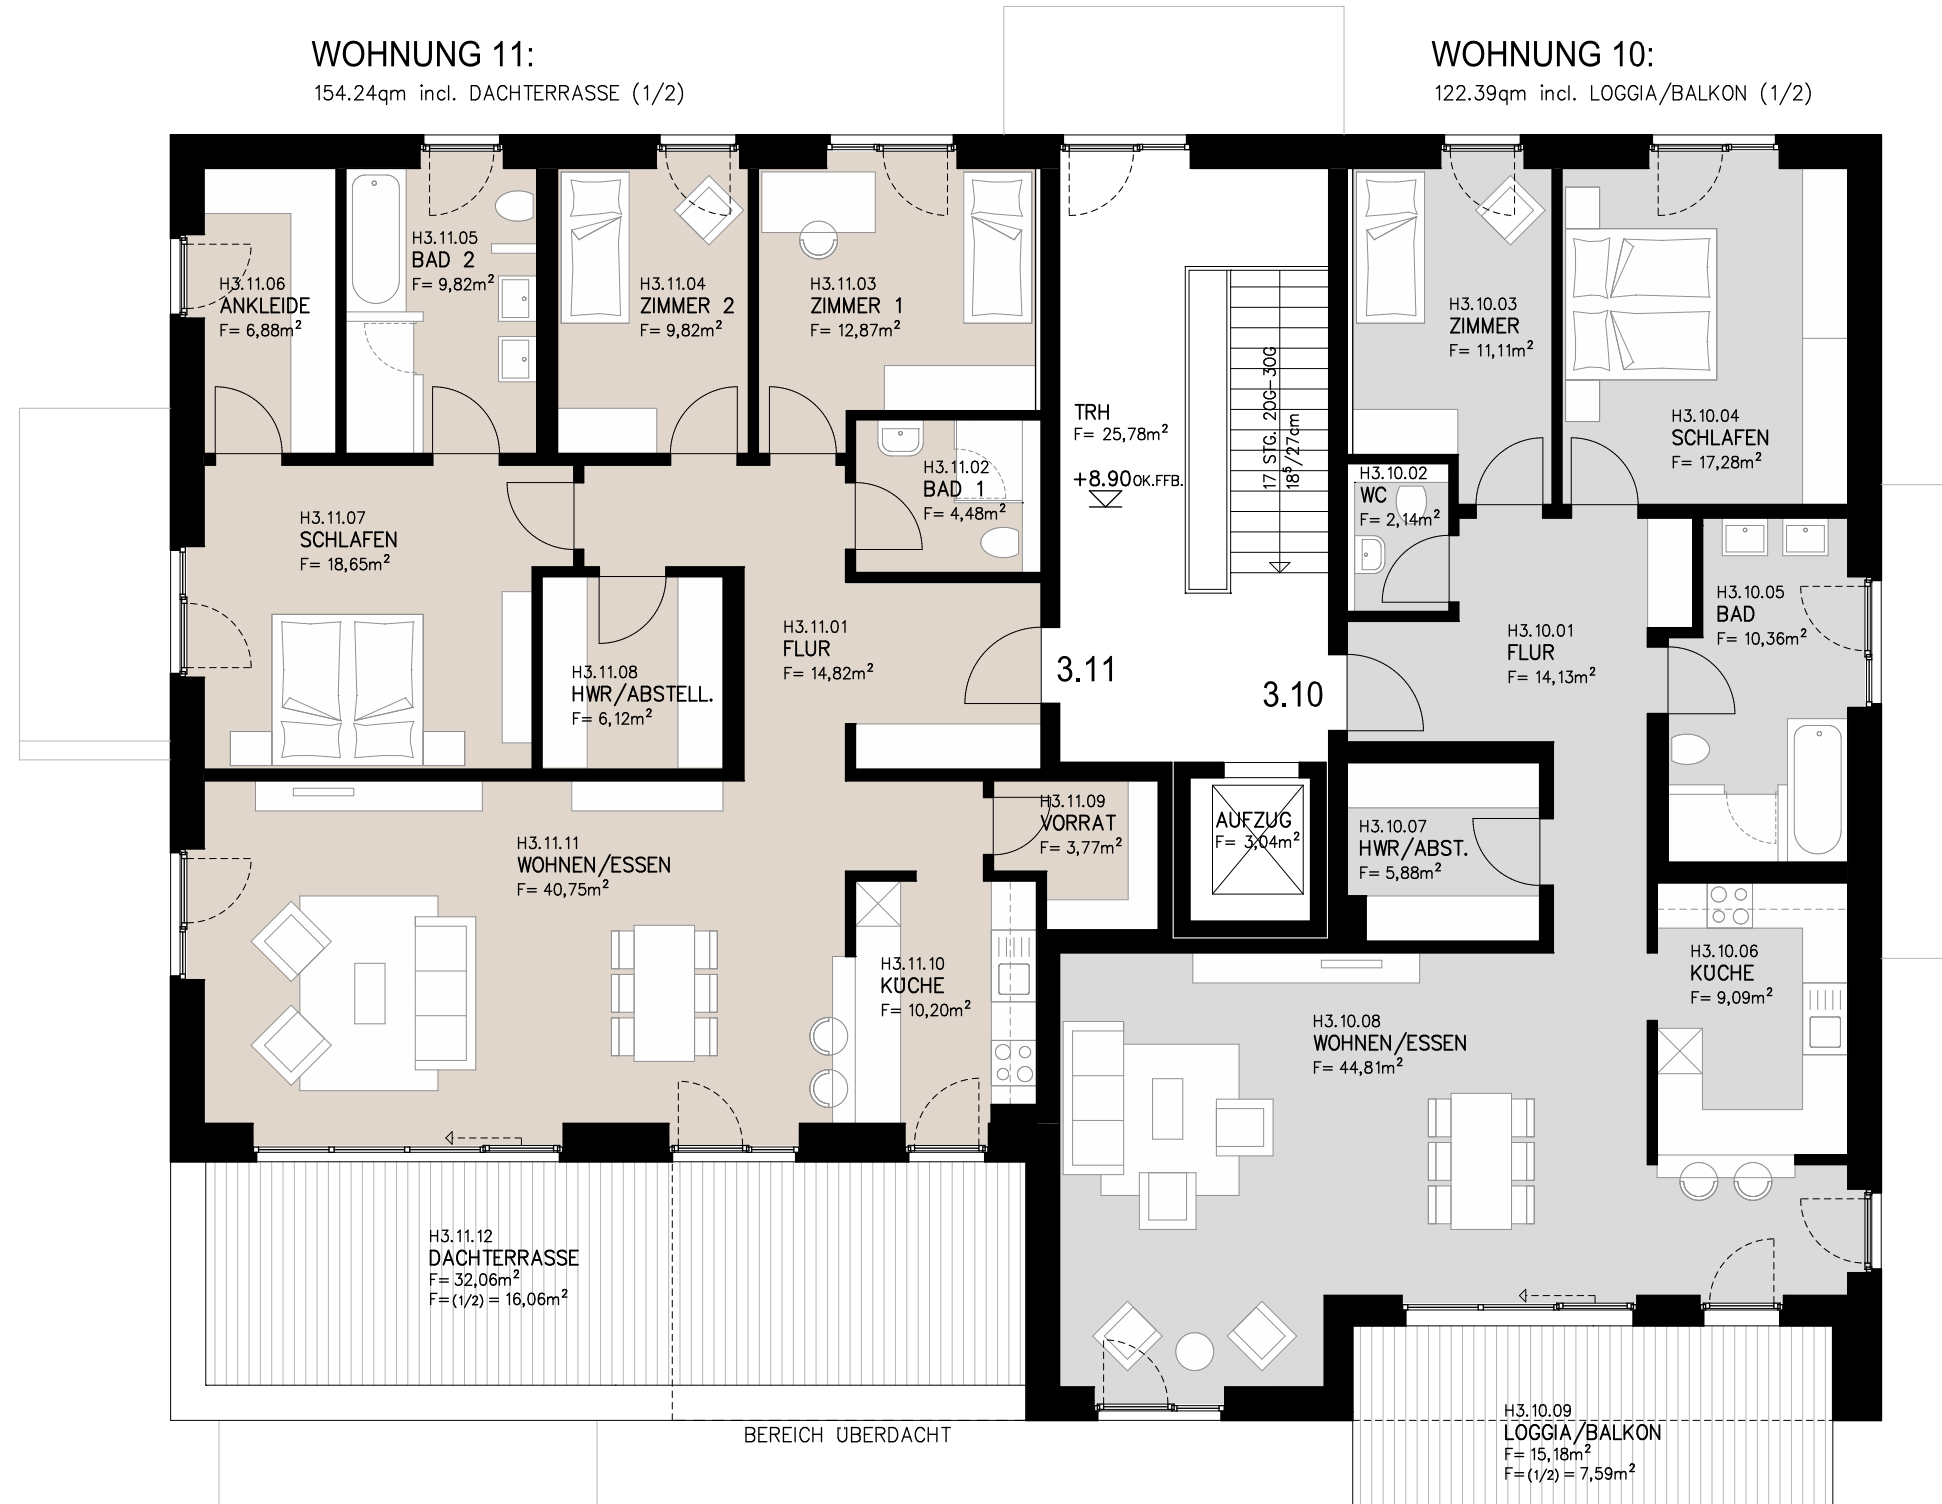 WOHNUNG 11:
154.24qm incl. DACHTERRASSE (1/2)
WOHNUNG 10:
122.39qm incl. LOGGIA/BALKON (1/2)
H3.11.06
ANKLEIDE
F= 6,88m²
H3.11.05
BAD 2
F= 9,82m²
H3.11.04
ZIMMER 2
F= 9,82m²
H3.11.03
ZIMMER 1
F= 12,87m²
H3.11.02
BAD 1
F= 4,48m²
TRH
F= 25,78m²
+8.90OK.FFB.
17 STG. 2OG-3OG
18⁵/27cm
H3.10.03
ZIMMER
F= 11,11m²
H3.10.04
SCHLAFEN
F= 17,28m²
H3.10.02
WC
F= 2,14m²
H3.11.07
SCHLAFEN
F= 18,65m²
H3.11.08
HWR/ABSTELL.
F= 6,12m²
H3.11.01
FLUR
F= 14,82m²
3.11
3.10
H3.10.01
FLUR
F= 14,13m²
H3.10.05
BAD
F= 10,36m²
H3.11.11
WOHNEN/ESSEN
F= 40,75m²
H3.11.09
VORRAT
F= 3,77m²
AUFZUG
F= 3,04m²
H3.10.07
HWR/ABST.
F= 5,88m²
H3.11.10
KÜCHE
F= 10,20m²
H3.10.06
KÜCHE
F= 9,09m²
H3.10.08
WOHNEN/ESSEN
F= 44,81m²
H3.11.12
DACHTERRASSE
F= 32,06m²
F=(1/2) = 16,06m²
BEREICH ÜBERDACHT
H3.10.09
LOGGIA/BALKON
F= 15,18m²
F=(1/2) = 7,59m²